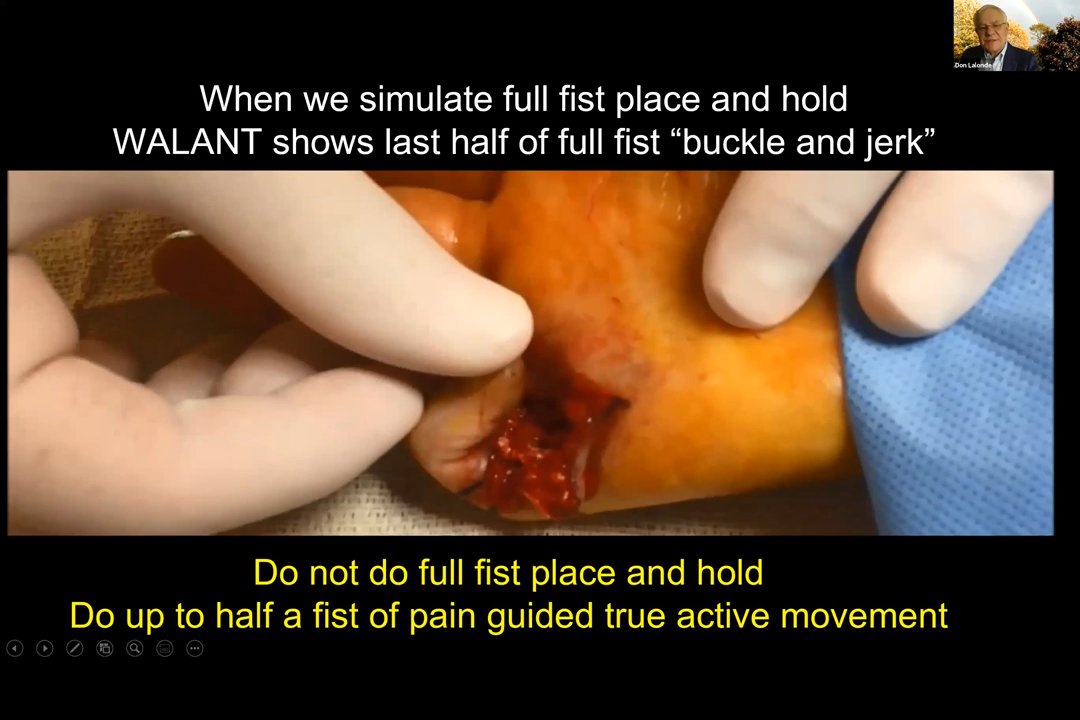 Don Lalonde
When we simulate full fist place and hold
WALANT shows last half of full fist “buckle and jerk”
Do not do full fist place and hold
Do up to half a fist of pain guided true active movement